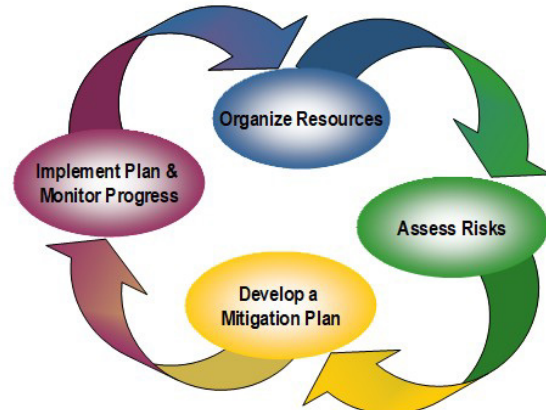 Organize Resources
Assess Risks
Develop a
Mitigation Plan
Implement Plan &
Monitor Progress